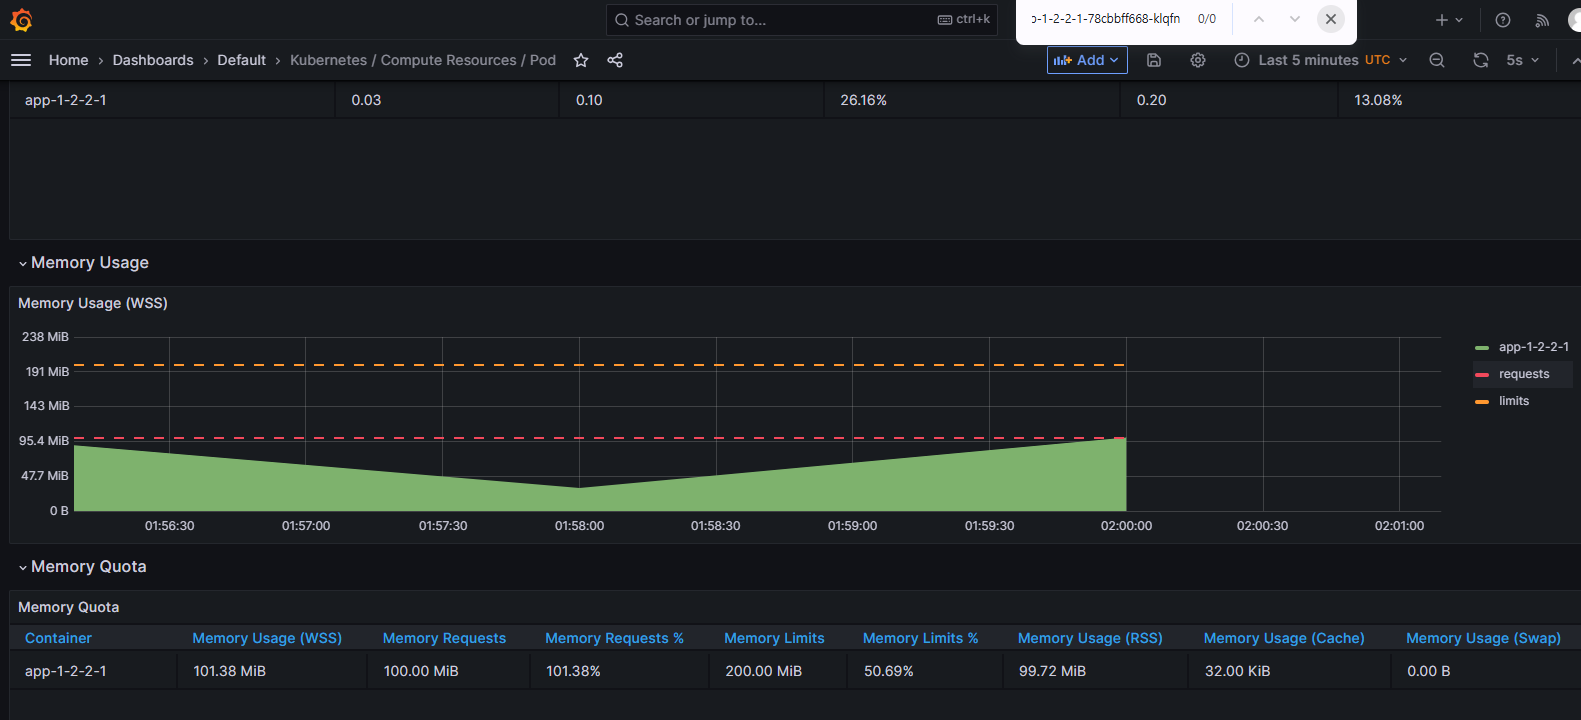 Search or jump to... ctrl+k
o-1-2-2-1-78cbbff668-klqfn 0/0
Home › Dashboards › Default › Kubernetes / Compute Resources / Pod Add Last 5 minutes UTC 5s
app-1-2-2-1 0.03 0.10 26.16% 0.20 13.08%
Memory Usage
Memory Usage (WSS)
238 MiB
191 MiB
143 MiB
95.4 MiB
47.7 MiB
0 B
01:56:30 01:57:00 01:57:30 01:58:00 01:58:30 01:59:00 01:59:30 02:00:00 02:00:30 02:01:00
app-1-2-2-1
requests
limits
Memory Quota
Memory Quota
Container Memory Usage (WSS) Memory Requests Memory Requests % Memory Limits Memory Limits % Memory Usage (RSS) Memory Usage (Cache) Memory Usage (Swap)
app-1-2-2-1 101.38 MiB 100.00 MiB 101.38% 200.00 MiB 50.69% 99.72 MiB 32.00 KiB 0.00 B